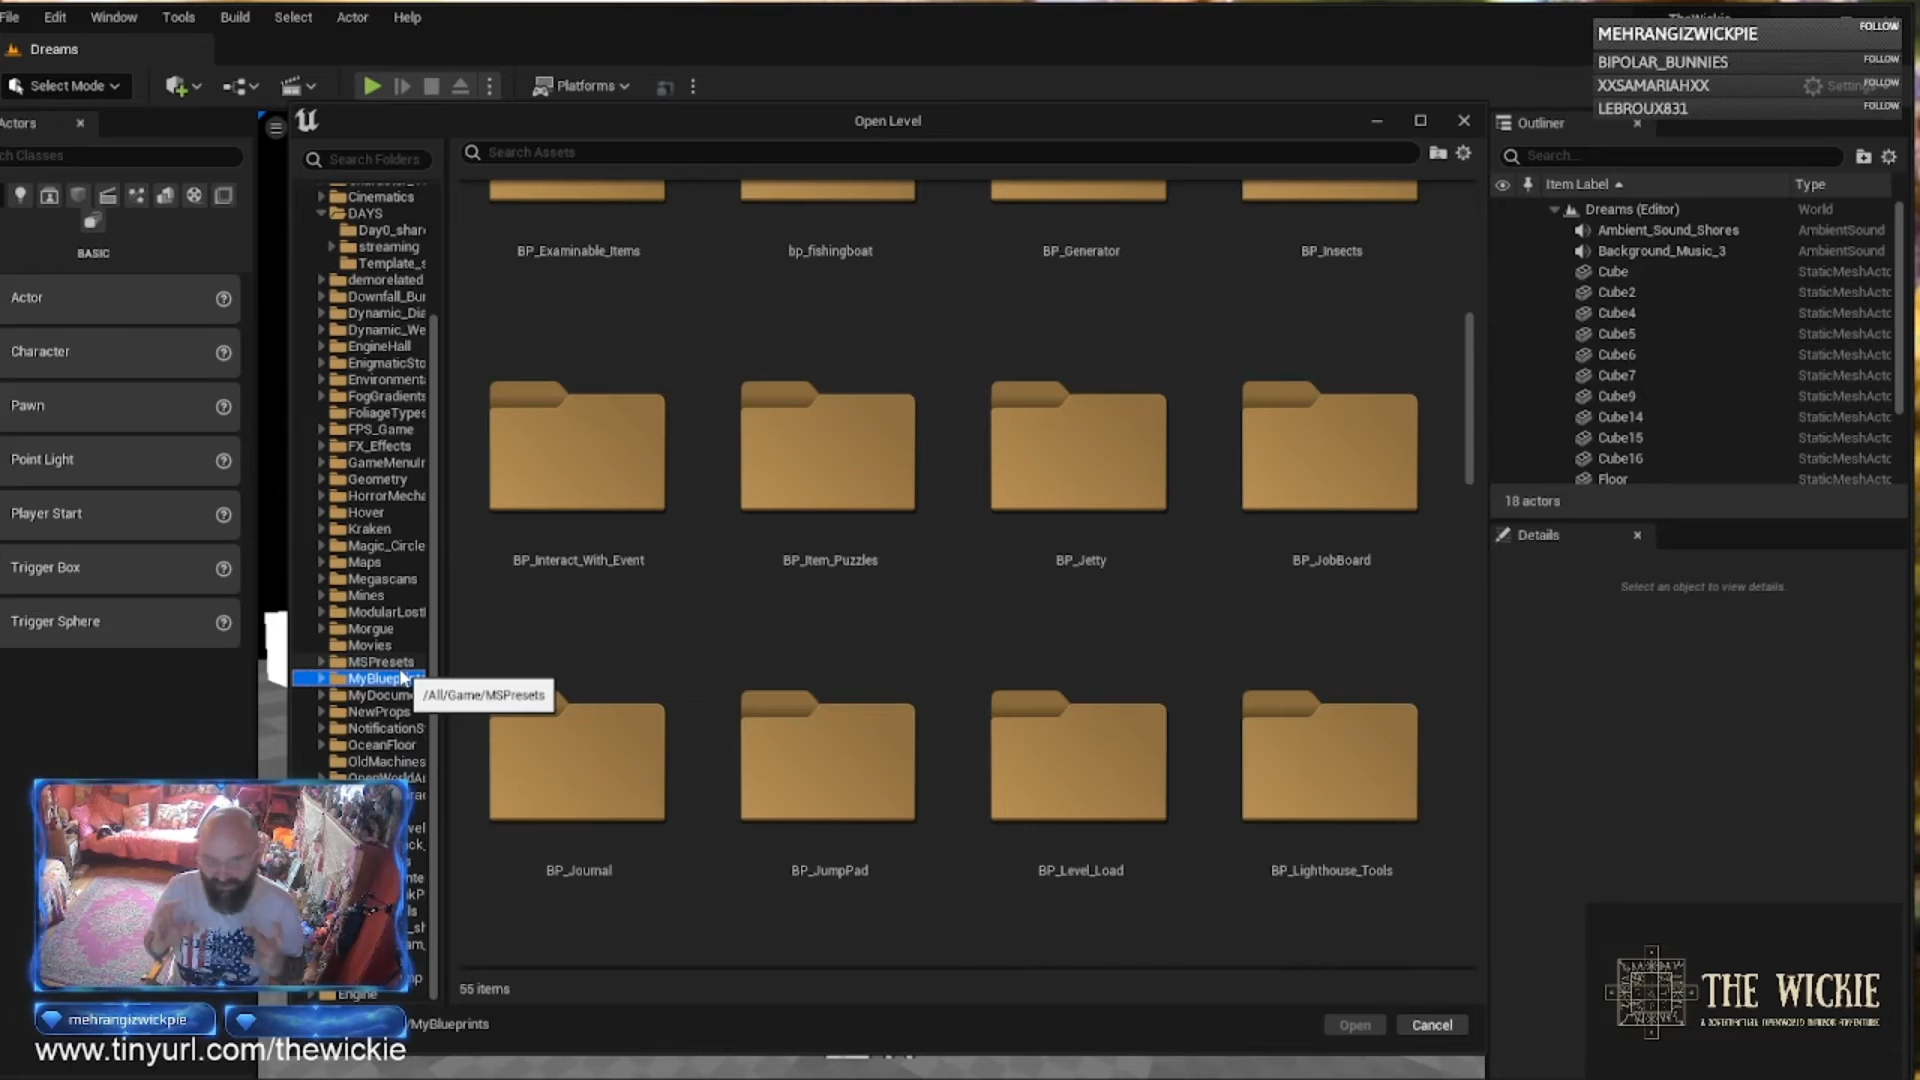 File Edit Window Tools Build Select Actor Help
Dreams
Select Mode
Platforms
Settings
MEHRANGIZWICKPIE FOLLOW
BIPOLAR_BUNNIES FOLLOW
XXSAMARIAHXX FOLLOW
LEBROUX831 FOLLOW
Actors
ch Classes
BASIC
Actor
Character
Pawn
Point Light
Player Start
Trigger Box
Trigger Sphere
Open Level
Search Folders
Search Assets
Cinematics
DAYS
Day0_shar
streaming
Template_s
demorelated
Downfall_Bur
Dynamic_Dia
Dynamic_We
EngineHall
EnigmaticSto
Environment
FogGradients
FoliageTypes
FPS_Game
FX_Effects
GameMenuIn
Geometry
HorrorMecha
Hover
Kraken
Magic_Circle
Maps
Megascans
Mines
ModularLost
Morgue
Movies
MSPresets
MyBluepr
MyDocum
NewProps
NotificationS
OceanFloor
OldMachines
OpenWorldAu
Engine
/All/Game/MSPresets
BP_Examinable_Items
bp_fishingboat
BP_Generator
BP_Insects
BP_Interact_With_Event
BP_Item_Puzzles
BP_Jetty
BP_JobBoard
BP_Journal
BP_JumpPad
BP_Level_Load
BP_Lighthouse_Tools
55 items
/MyBlueprints
Open
Cancel
Outliner
Search...
Item Label Type
Dreams (Editor) World
Ambient_Sound_Shores AmbientSound
Background_Music_3 AmbientSound
Cube StaticMeshActo
Cube2 StaticMeshActo
Cube4 StaticMeshActo
Cube5 StaticMeshActo
Cube6 StaticMeshActo
Cube7 StaticMeshActo
Cube9 StaticMeshActo
Cube14 StaticMeshActo
Cube15 StaticMeshActo
Cube16 StaticMeshActo
Floor StaticMeshActo
18 actors
Details
Select an object to view details.
mehrangizwickpie
www.tinyurl.com/thewickie
THE WICKIE